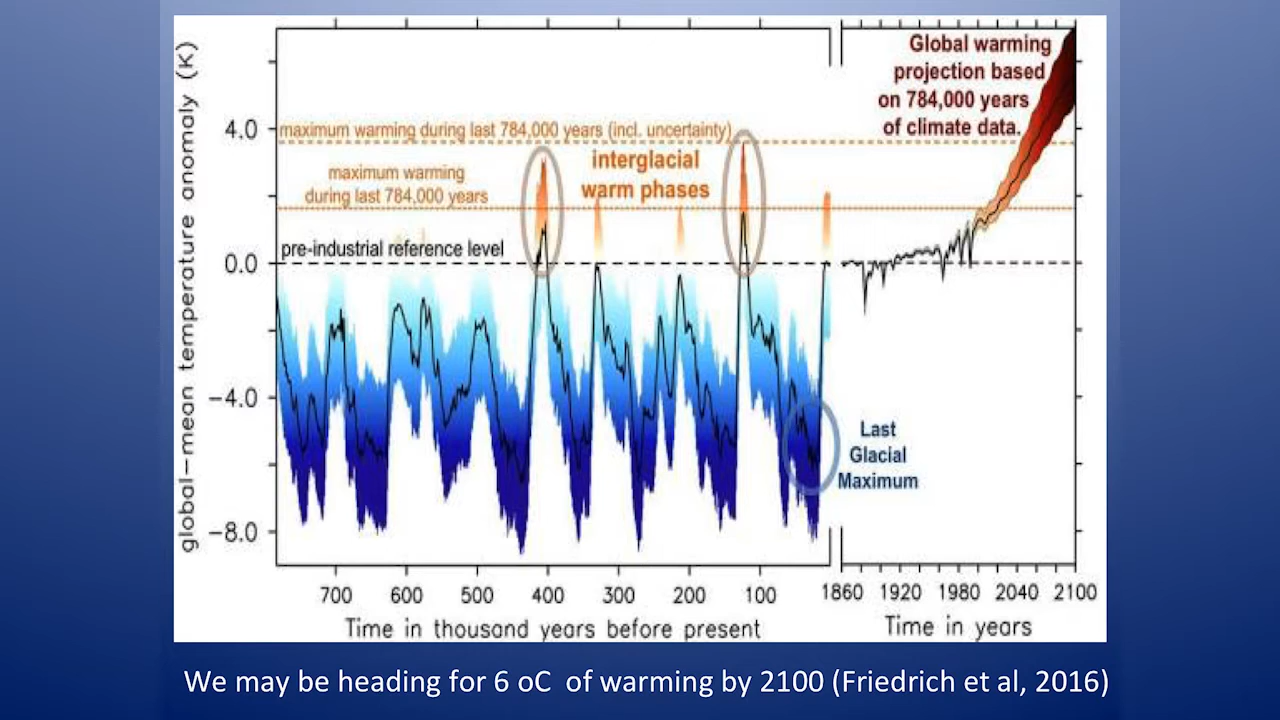 global-mean temperature anomaly (K)
4.0
0.0
-4.0
-8.0
maximum warming during last 784,000 years (incl. uncertainty)
maximum warming
during last 784,000 years
interglacial
warm phases
pre-industrial reference level
Global warming
projection based
on 784,000 years
of climate data.
Last
Glacial
Maximum
700 600 500 400 300 200 100
1860 1920 1980 2040 2100
Time in thousand years before present
Time in years
We may be heading for 6 oC of warming by 2100 (Friedrich et al, 2016)